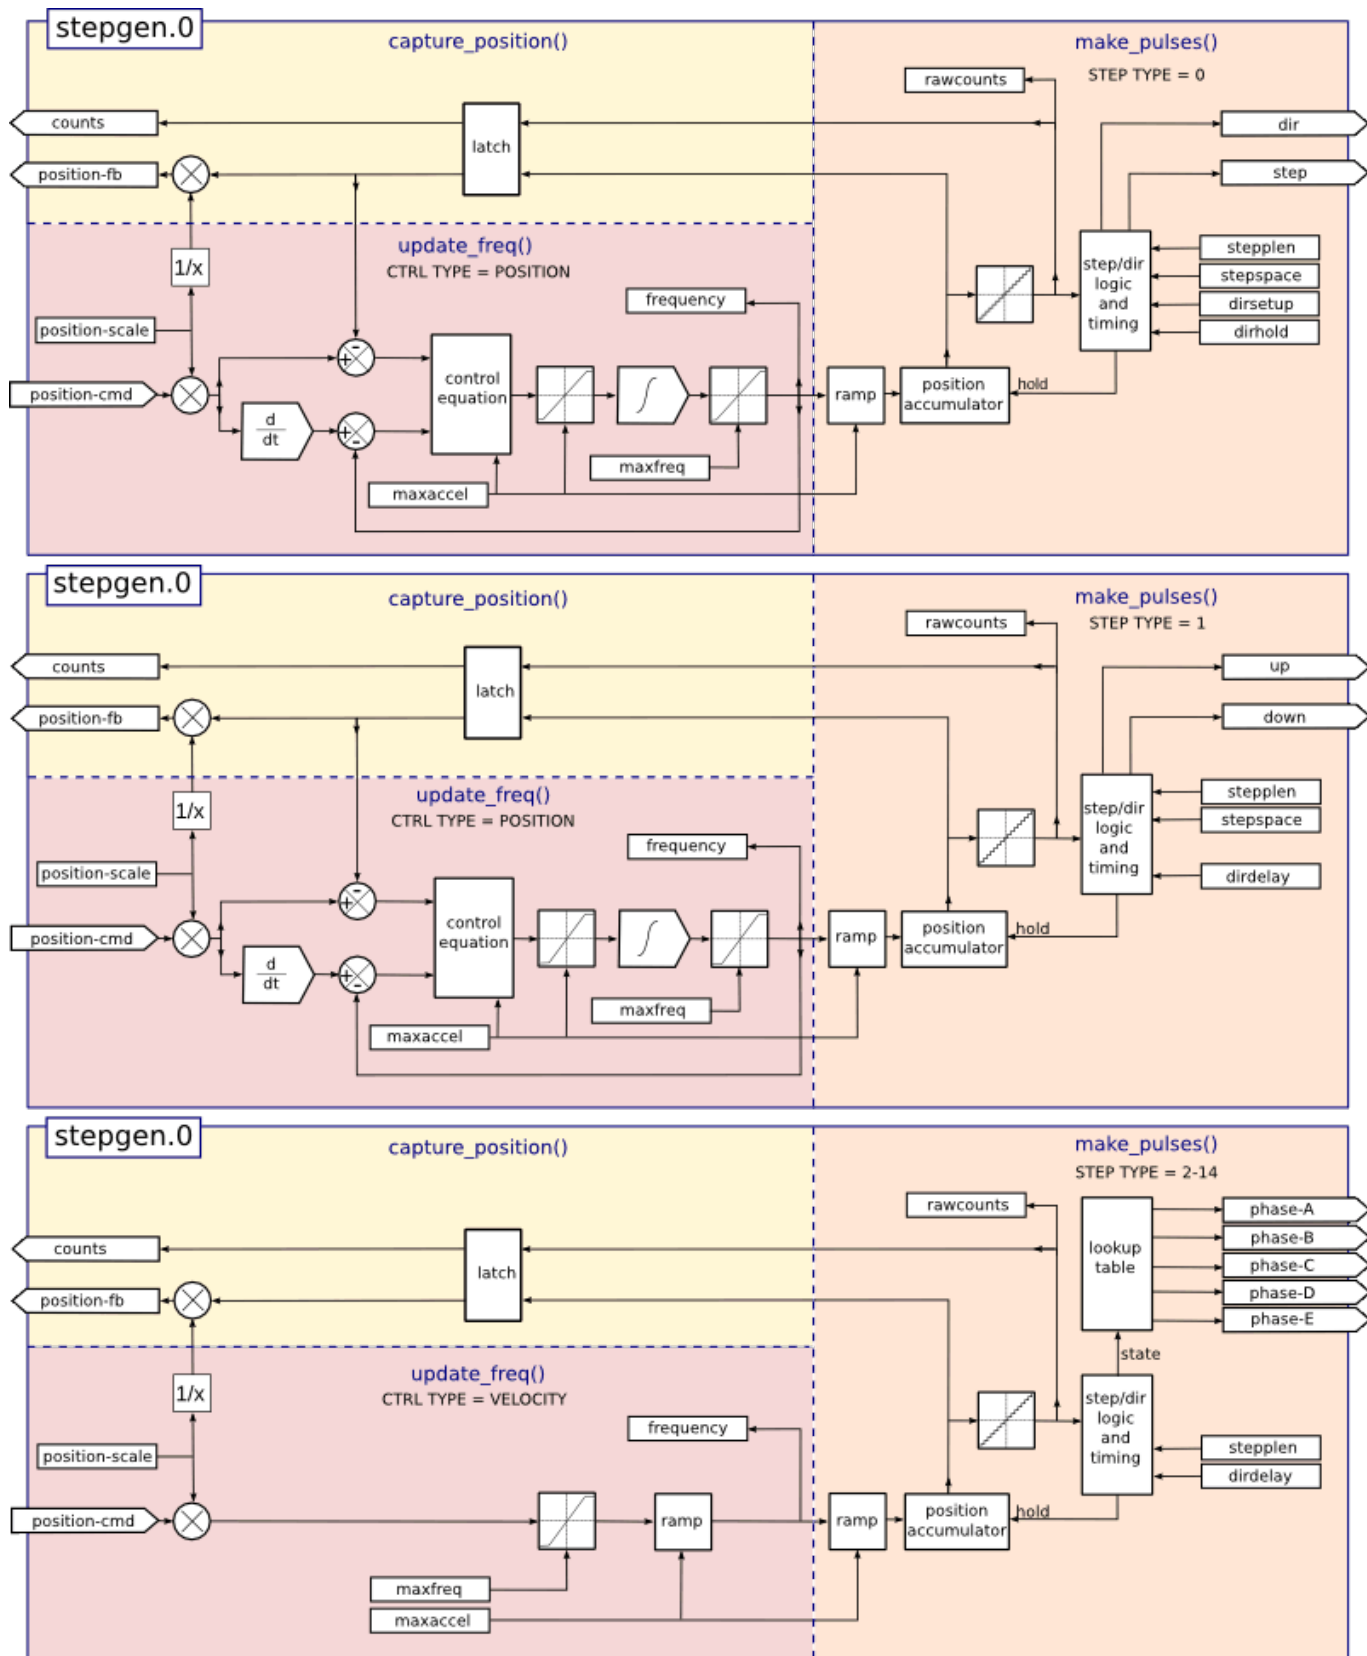 stepgen.0
capture_position()
make_pulses()
STEP TYPE = 0
rawcounts
counts
latch
dir
position-fb
step
update_freq()
CTRL TYPE = POSITION
1/x
stepplen
step/dir
logic
and
timing
stepspace
frequency
dirsetup
position-scale
dirhold
+
-
control
equation
position-cmd
ramp
position
accumulator
hold
d
dt
∫
+
-
maxfreq
maxaccel
stepgen.0
capture_position()
make_pulses()
STEP TYPE = 1
rawcounts
counts
latch
up
position-fb
down
update_freq()
CTRL TYPE = POSITION
1/x
stepplen
step/dir
logic
and
timing
stepspace
frequency
position-scale
dirdelay
+
-
control
equation
position-cmd
ramp
position
accumulator
hold
d
dt
∫
+
-
maxfreq
maxaccel
stepgen.0
capture_position()
make_pulses()
STEP TYPE = 2-14
rawcounts
counts
latch
lookup
table
phase-A
phase-B
phase-C
phase-D
phase-E
position-fb
state
update_freq()
CTRL TYPE = VELOCITY
1/x
step/dir
logic
and
timing
frequency
stepplen
position-scale
dirdelay
position-cmd
ramp
ramp
position
accumulator
hold
maxfreq
maxaccel